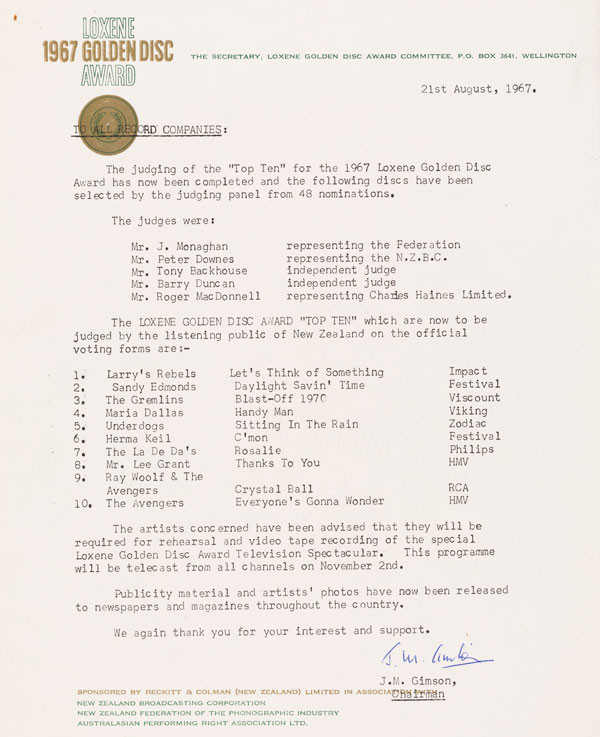 LOXENE
1967 GOLDEN DISC
AWARD
THE SECRETARY, LOXENE GOLDEN DISC AWARD COMMITTEE, P.O. BOX 3641, WELLINGTON
21st August, 1967.
TO ALL RECORD COMPANIES:
The judging of the "Top Ten" for the 1967 Loxene Golden Disc
Award has now been completed and the following discs have been
selected by the judging panel from 48 nominations.
The judges were:
Mr. J. Monaghan representing the Federation
Mr. Peter Downes representing the N.Z.B.C.
Mr. Tony Backhouse independent judge
Mr. Barry Duncan independent judge
Mr. Roger MacDonnell representing Charles Haines Limited.
The LOXENE GOLDEN DISC AWARD "TOP TEN" which are now to be
judged by the listening public of New Zealand on the official
voting forms are:-
1. Larry's Rebels Let's Think of Something Impact
2. Sandy Edmonds Daylight Savin' Time Festival
3. The Gremlins Blast-Off 1970 Viscount
4. Maria Dallas Handy Man Viking
5. Underdogs Sitting In The Rain Zodiac
6. Herma Keil C'mon Festival
7. The La De Da's Rosalie Philips
8. Mr. Lee Grant Thanks To You HMV
9. Ray Woolf & The
Avengers Crystal Ball RCA
10. The Avengers Everyone's Gonna Wonder HMV
The artists concerned have been advised that they will be
required for rehearsal and video tape recording of the special
Loxene Golden Disc Award Television Spectacular. This programme
will be telecast from all channels on November 2nd.
Publicity material and artists' photos have now been released
to newspapers and magazines throughout the country.
We again thank you for your interest and support.
J.M. Gimson,
Chairman
SPONSORED BY RECKITT & COLMAN (NEW ZEALAND) LIMITED IN ASSOCIATION WITH
NEW ZEALAND BROADCASTING CORPORATION
NEW ZEALAND FEDERATION OF THE PHONOGRAPHIC INDUSTRY
AUSTRALASIAN PERFORMING RIGHT ASSOCIATION LTD.